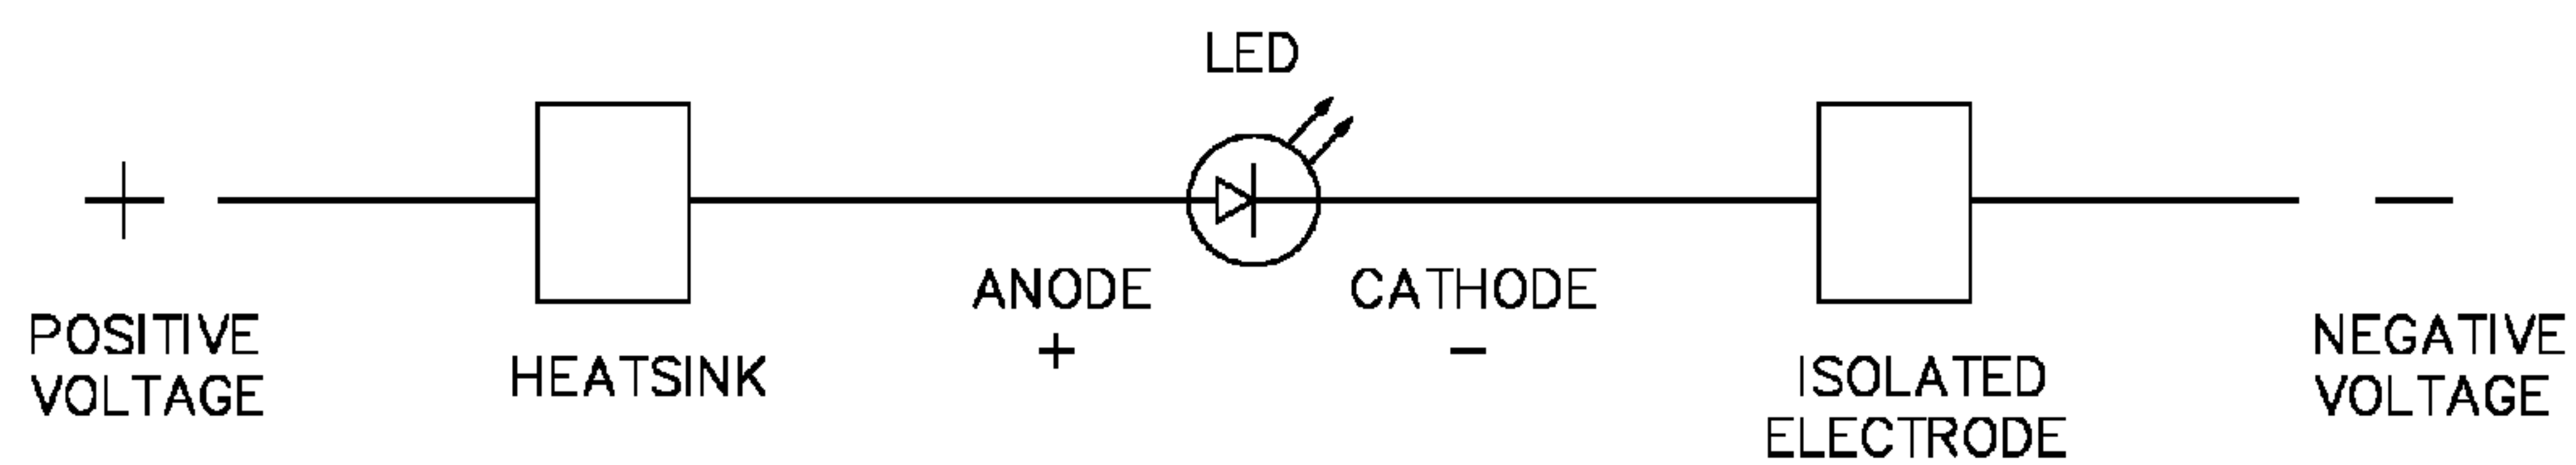 LED
+
POSITIVE
VOLTAGE
HEATSINK
ANODE
+
CATHODE
−
ISOLATED
ELECTRODE
−
NEGATIVE
VOLTAGE